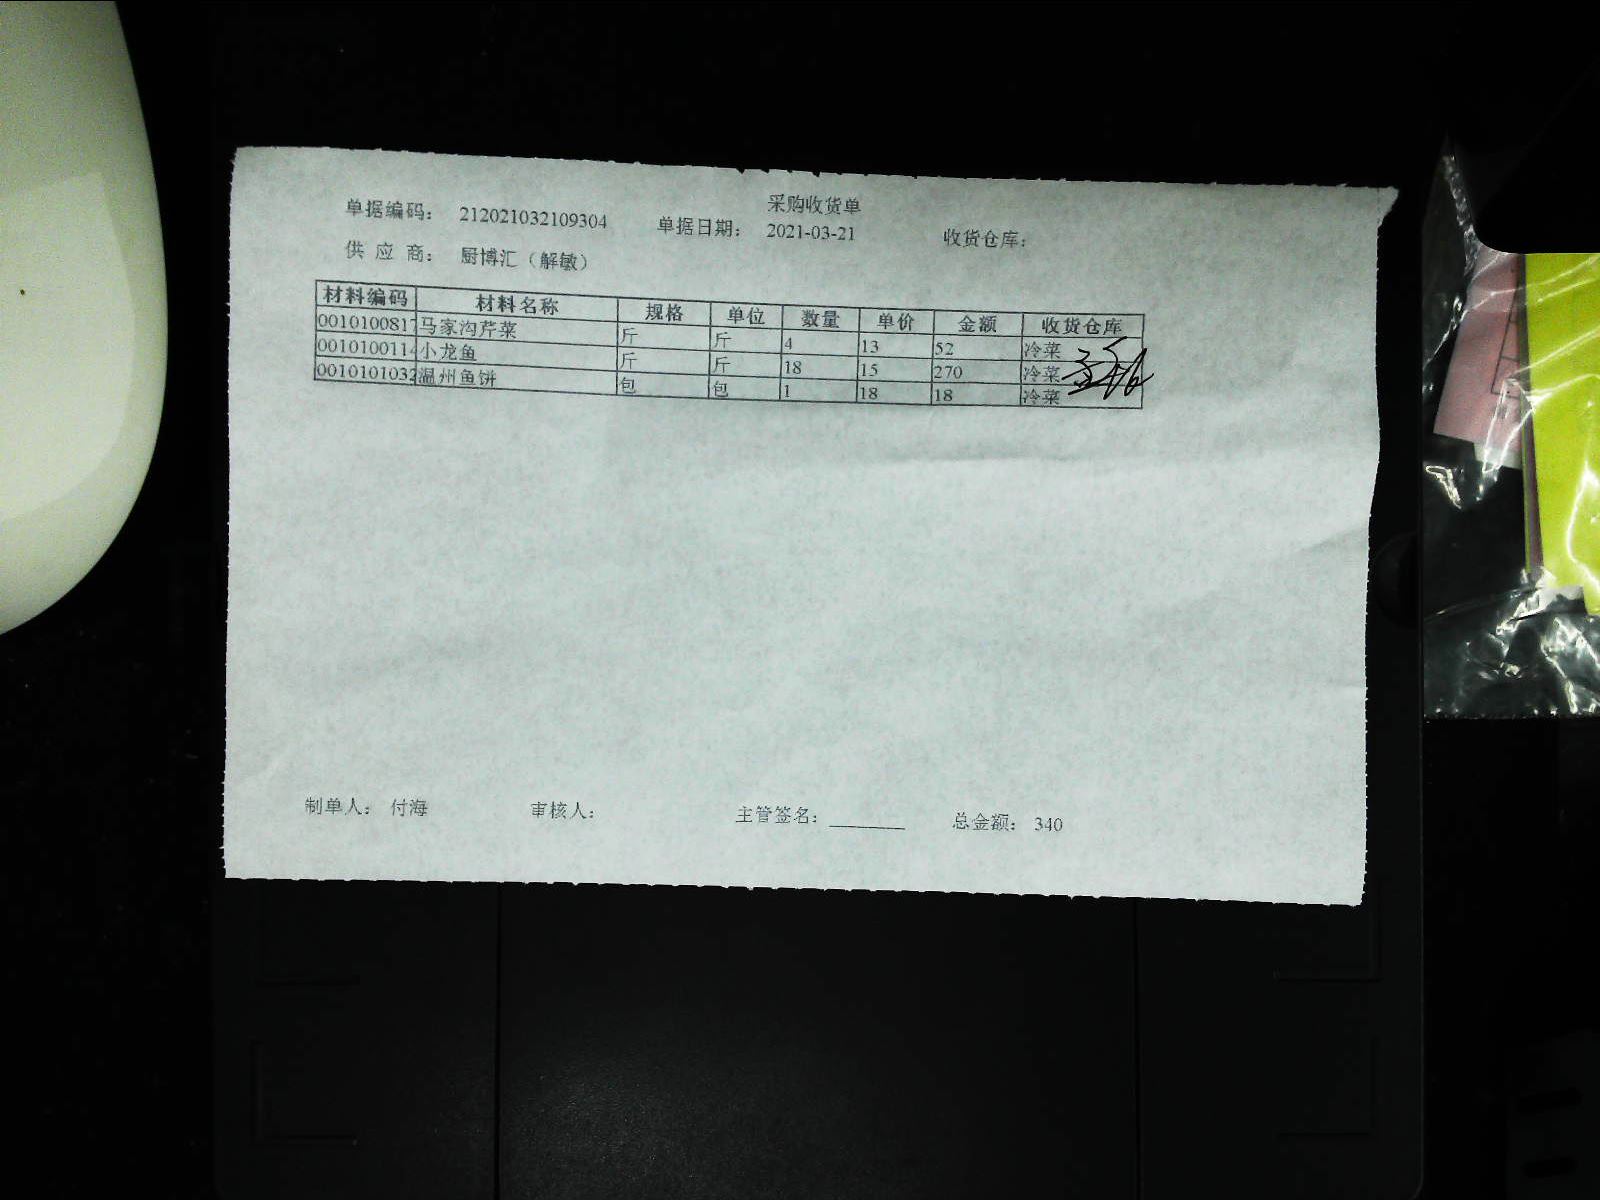 采购收货单
单据编码： 212021032109304 单据日期： 2021-03-21 收货仓库：
供 应 商： 厨博汇（解敏）
材料编码 材料名称 规格 单位 数量 单价 金额 收货仓库
0010100817 马家沟芹菜 斤 斤 4 13 52 冷菜
0010100114 小龙鱼 斤 斤 18 15 270 冷菜
0010101032 温州鱼饼 包 包 1 18 18 冷菜
制单人： 付海 审核人： 主管签名：________ 总金额： 340